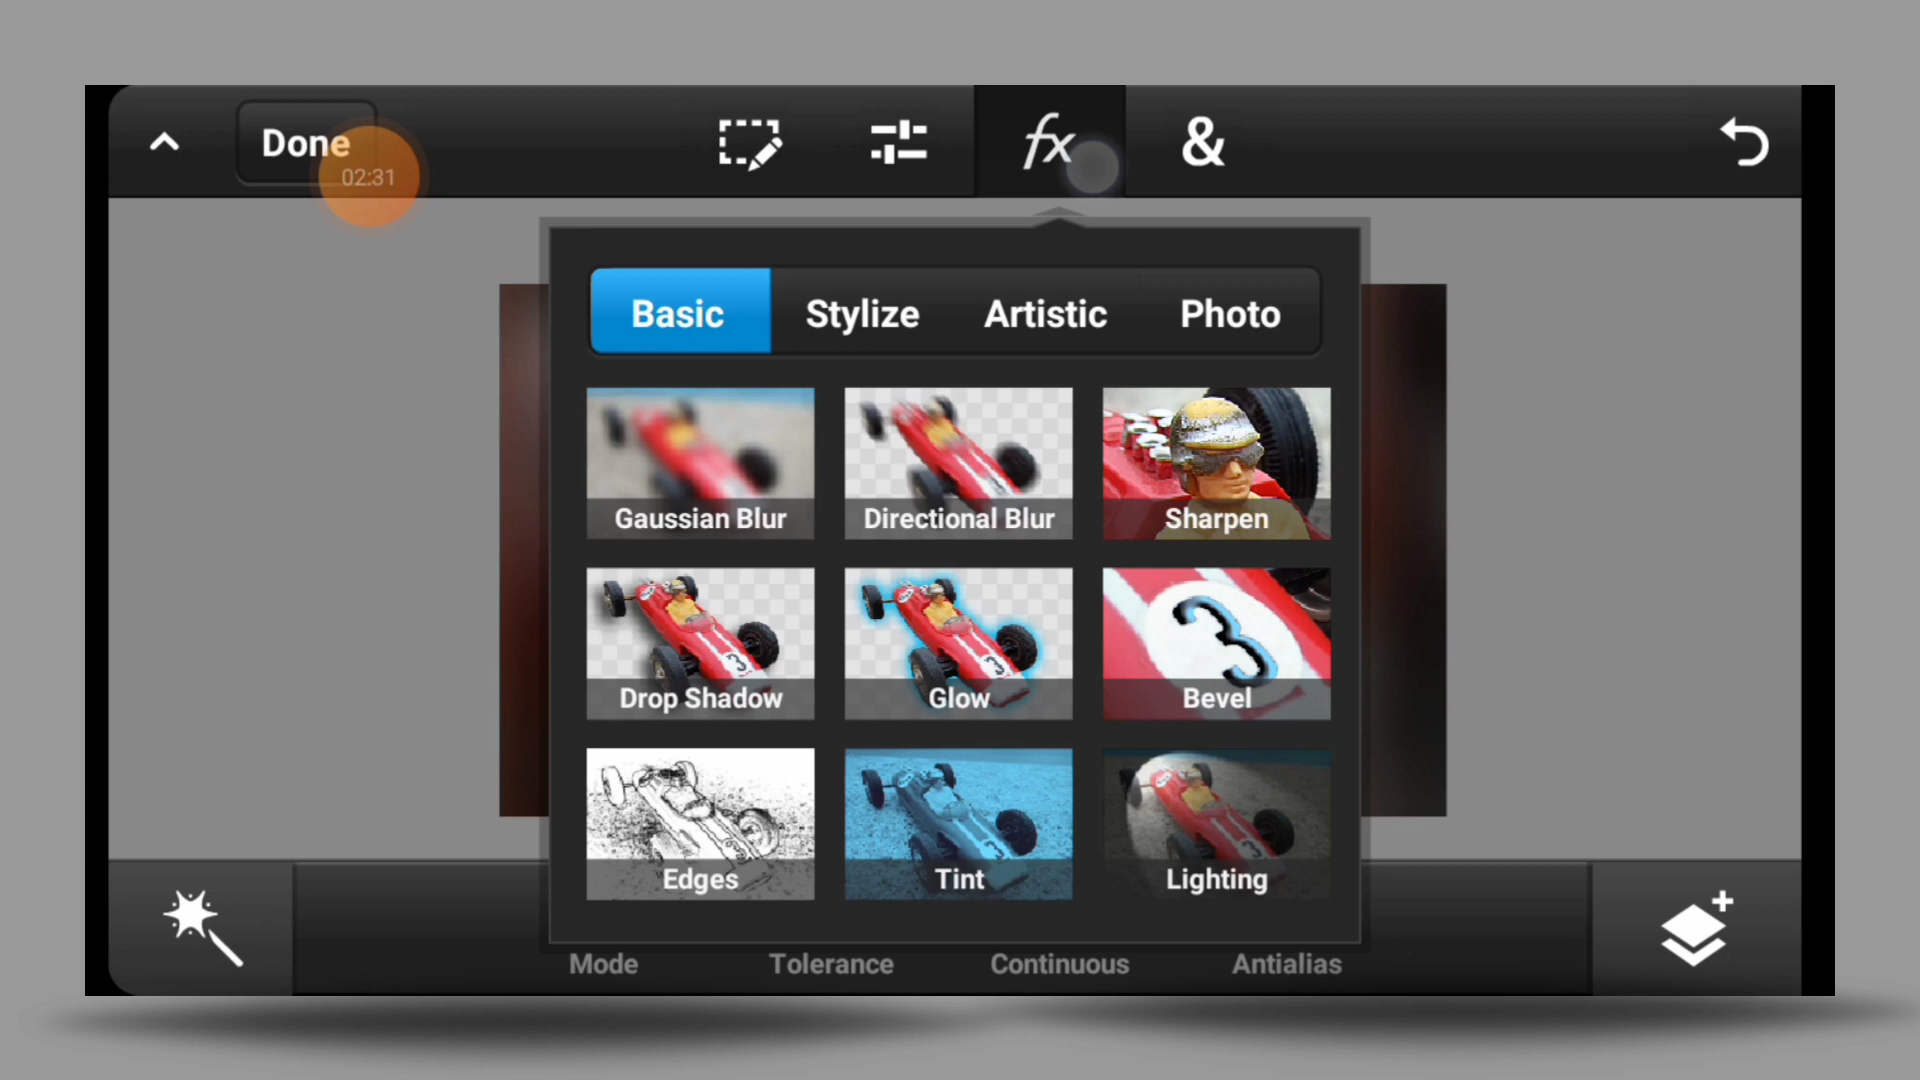 Done
02:31
fx
&
Basic Stylize Artistic Photo
Gaussian Blur Directional Blur Sharpen
Drop Shadow Glow Bevel
Edges Tint Lighting
Mode Tolerance Continuous Antialias